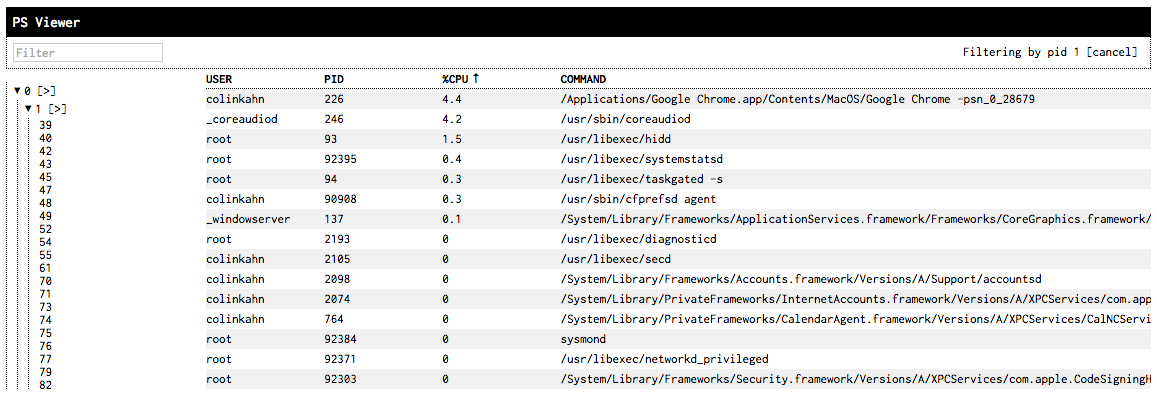 PS Viewer
Filter
Filtering by pid 1 [cancel]
▼ 0 [>]
▼ 1 [>]
39
40
42
43
45
47
48
49
52
54
55
61
70
71
73
74
75
76
77
79
82
USER PID %CPU ↑ COMMAND
colinkahn 226 4.4 /Applications/Google Chrome.app/Contents/MacOS/Google Chrome -psn_0_28679
_coreaudiod 246 4.2 /usr/sbin/coreaudiod
root 93 1.5 /usr/libexec/hidd
root 92395 0.4 /usr/libexec/systemstatsd
root 94 0.3 /usr/libexec/taskgated -s
colinkahn 90908 0.3 /usr/sbin/cfprefsd agent
_windowserver 137 0.1 /System/Library/Frameworks/ApplicationServices.framework/Frameworks/CoreGraphics.framework/
root 2193 0 /usr/libexec/diagnosticd
colinkahn 2105 0 /usr/libexec/secd
colinkahn 2098 0 /System/Library/Frameworks/Accounts.framework/Versions/A/Support/accountsd
colinkahn 2074 0 /System/Library/PrivateFrameworks/InternetAccounts.framework/Versions/A/XPCServices/com.app
colinkahn 764 0 /System/Library/PrivateFrameworks/CalendarAgent.framework/Versions/A/XPCServices/CalNCServi
root 92384 0 sysmond
root 92371 0 /usr/libexec/networkd_privileged
root 92303 0 /System/Library/Frameworks/Security.framework/Versions/A/XPCServices/com.apple.CodeSigningH